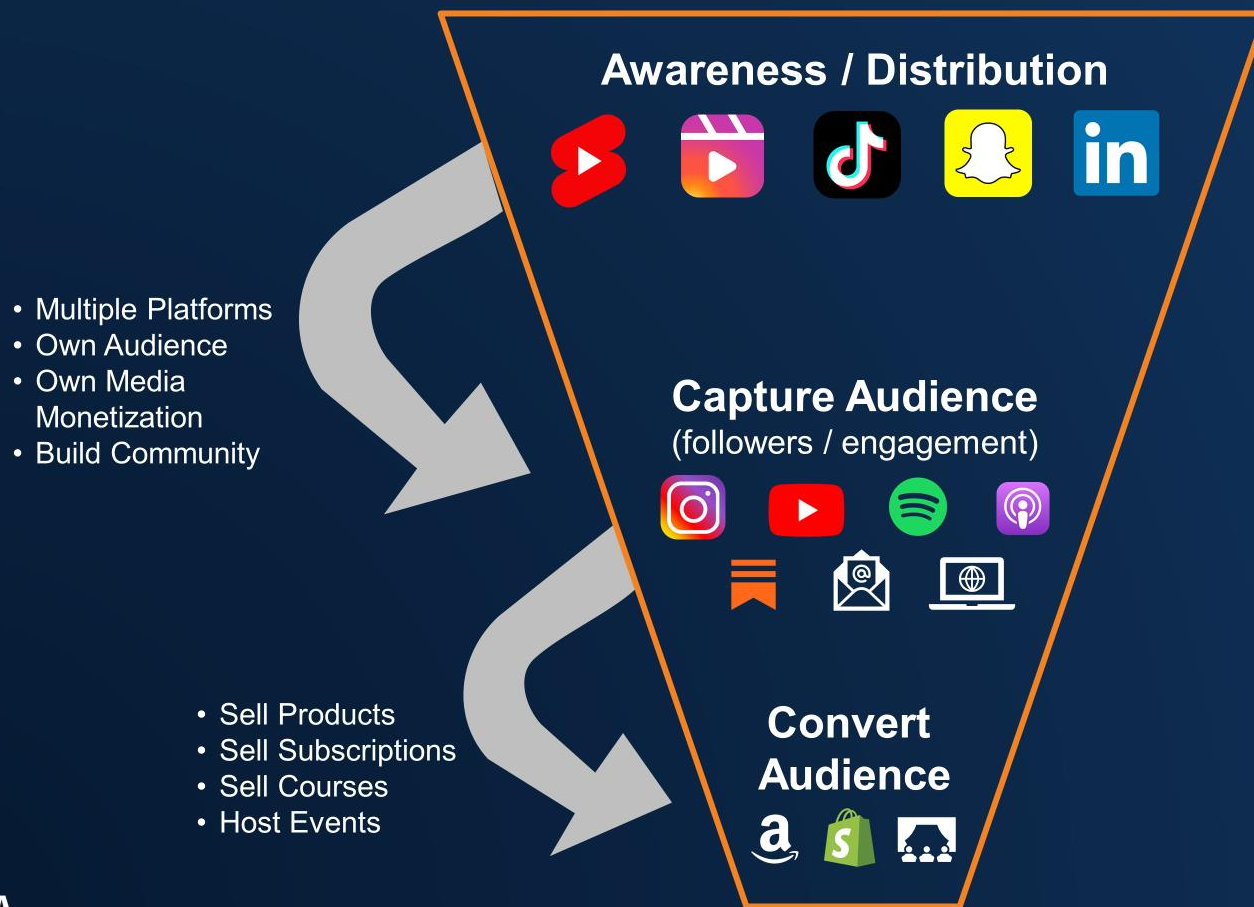 Awareness / Distribution
in
• Multiple Platforms
• Own Audience
• Own Media
Monetization
• Build Community
Capture Audience
(followers / engagement)
@
• Sell Products
• Sell Subscriptions
• Sell Courses
• Host Events
Convert
Audience
a
S